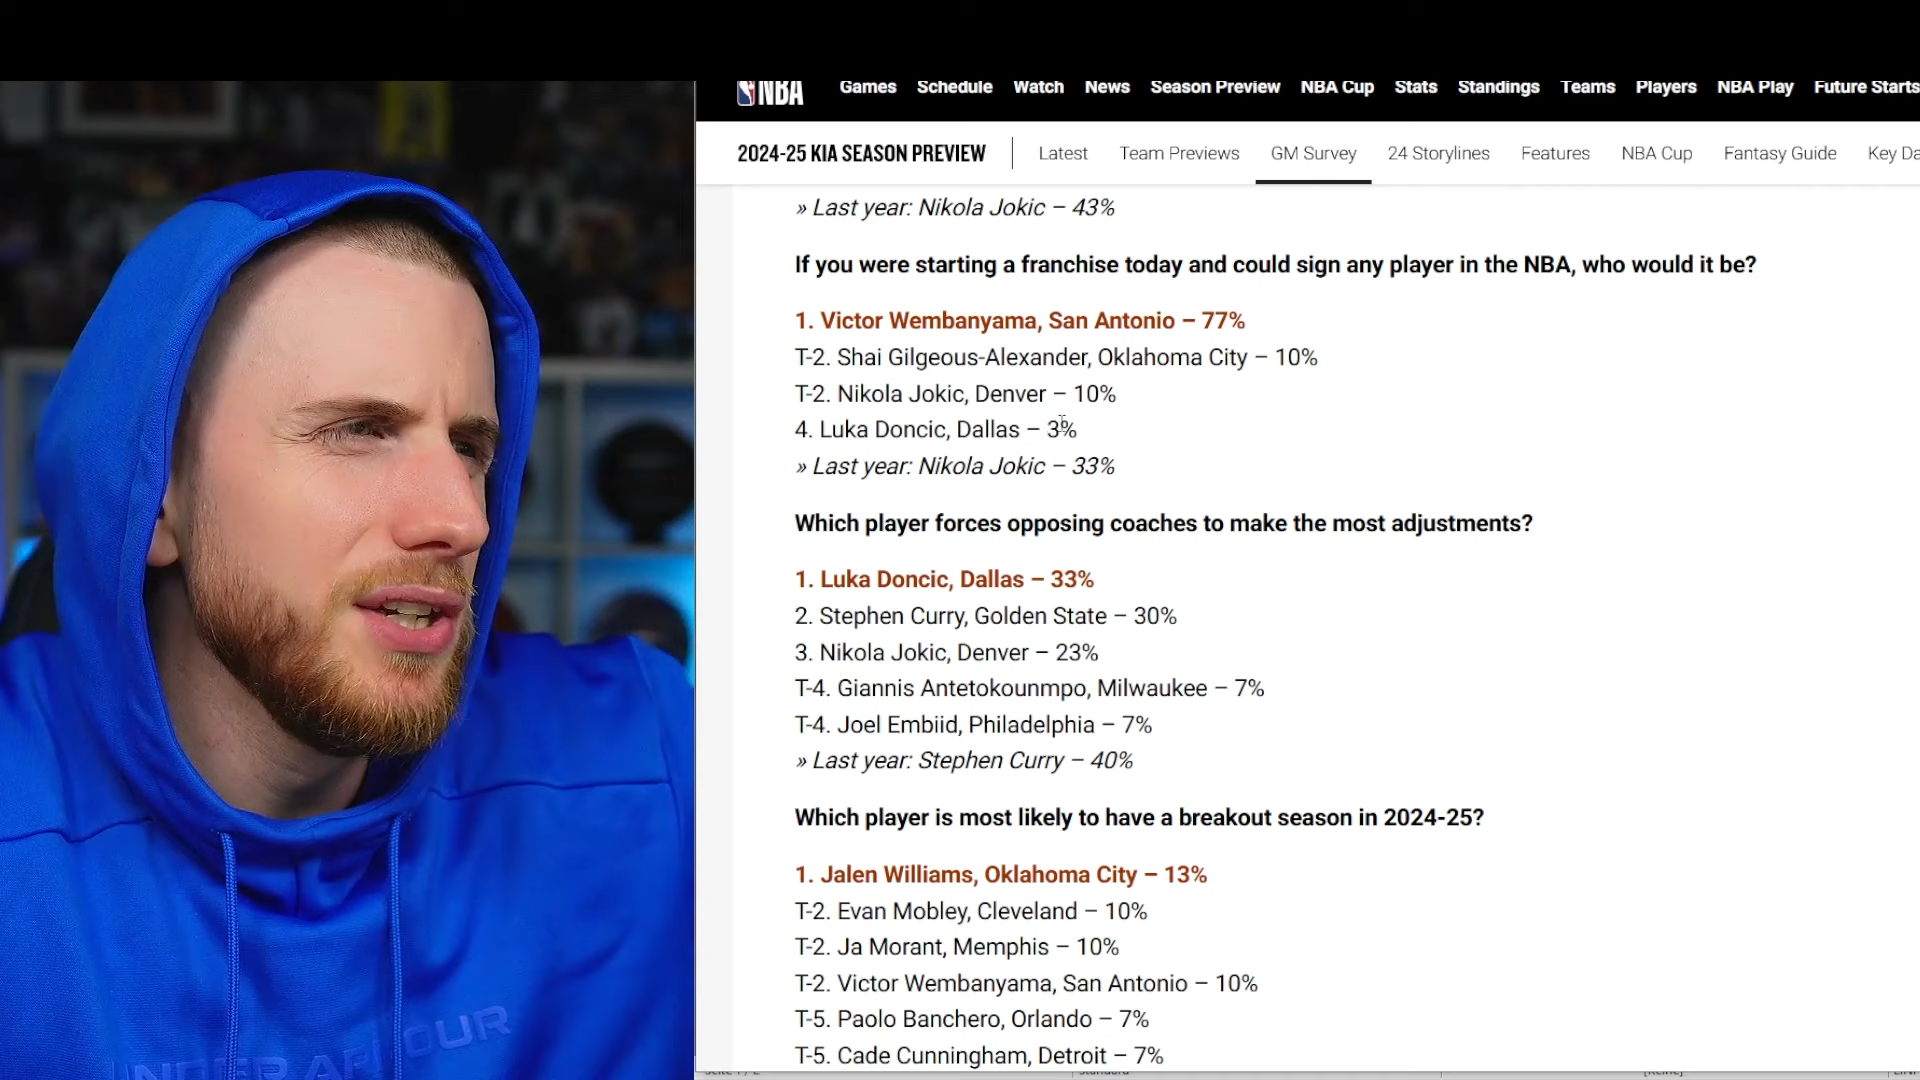 NBA Games Schedule Watch News Season Preview NBA Cup Stats Standings Teams Players NBA Play Future Starts
2024-25 KIA SEASON PREVIEW Latest Team Previews GM Survey 24 Storylines Features NBA Cup Fantasy Guide Key Da
» Last year: Nikola Jokic – 43%
If you were starting a franchise today and could sign any player in the NBA, who would it be?
1. Victor Wembanyama, San Antonio – 77%
T-2. Shai Gilgeous-Alexander, Oklahoma City – 10%
T-2. Nikola Jokic, Denver – 10%
4. Luka Doncic, Dallas – 3%
» Last year: Nikola Jokic – 33%
Which player forces opposing coaches to make the most adjustments?
1. Luka Doncic, Dallas – 33%
2. Stephen Curry, Golden State – 30%
3. Nikola Jokic, Denver – 23%
T-4. Giannis Antetokounmpo, Milwaukee – 7%
T-4. Joel Embiid, Philadelphia – 7%
» Last year: Stephen Curry – 40%
Which player is most likely to have a breakout season in 2024-25?
1. Jalen Williams, Oklahoma City – 13%
T-2. Evan Mobley, Cleveland – 10%
T-2. Ja Morant, Memphis – 10%
T-2. Victor Wembanyama, San Antonio – 10%
T-5. Paolo Banchero, Orlando – 7%
T-5. Cade Cunningham, Detroit – 7%
UNDER ARMOUR